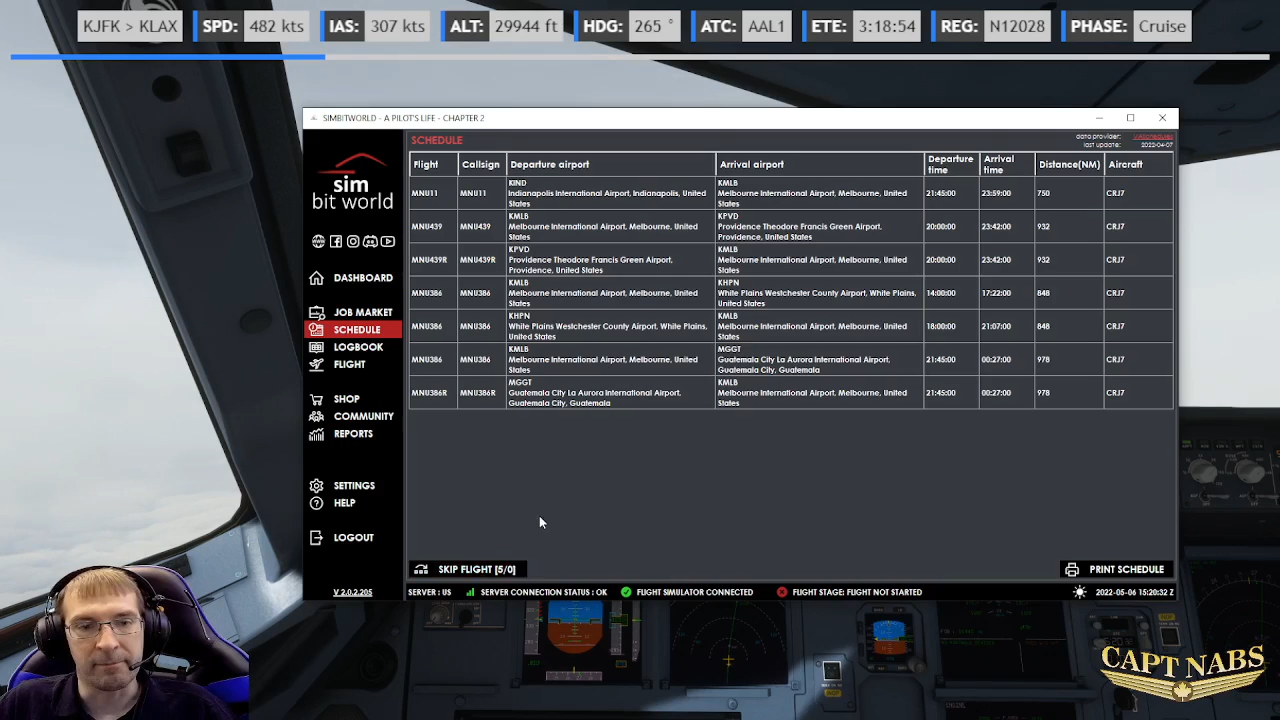 KJFK > KLAX SPD: 482 kts IAS: 307 kts ALT: 29944 ft HDG: 265 ° ATC: AAL1 ETE: 3:18:54 REG: N12028 PHASE: Cruise
SIMBITWORLD - A PILOT'S LIFE - CHAPTER 2
sim
bit world
DASHBOARD
JOB MARKET
SCHEDULE
LOGBOOK
FLIGHT
SHOP
COMMUNITY
REPORTS
SETTINGS
HELP
LOGOUT
V 2.0.2.205
SCHEDULE
data provider:
last update: 2022-04-07
Flight Callsign Departure airport Arrival airport Departure time Arrival time Distance(NM) Aircraft
MNU11 MNU11 KIND KMLB 21:45:00 23:59:00 750 CRJ7
Indianapolis International Airport, Indianapolis, United States
Melbourne International Airport, Melbourne, United States
MNU439 MNU439 KMLB KPVD 20:00:00 23:42:00 932 CRJ7
Melbourne International Airport, Melbourne, United States
Providence Theodore Francis Green Airport, Providence, United States
MNU439R MNU439R KPVD KMLB 20:00:00 23:42:00 932 CRJ7
Providence Theodore Francis Green Airport, Providence, United States
Melbourne International Airport, Melbourne, United States
MNU386 MNU386 KMLB KHPN 14:00:00 17:22:00 848 CRJ7
Melbourne International Airport, Melbourne, United States
White Plains Westchester County Airport, White Plains, United States
MNU386 MNU386 KHPN KMLB 18:00:00 21:07:00 848 CRJ7
White Plains Westchester County Airport, White Plains, United States
Melbourne International Airport, Melbourne, United States
MNU386 MNU386 KMLB MGGT 21:45:00 00:27:00 978 CRJ7
Melbourne International Airport, Melbourne, United States
Guatemala City La Aurora International Airport, Guatemala City, Guatemala
MNU386R MNU386R MGGT KMLB 21:45:00 00:27:00 978 CRJ7
Guatemala City La Aurora International Airport, Guatemala City, Guatemala
Melbourne International Airport, Melbourne, United States
SKIP FLIGHT [5/0]
PRINT SCHEDULE
SERVER : US SERVER CONNECTION STATUS : OK FLIGHT SIMULATOR CONNECTED FLIGHT STAGE: FLIGHT NOT STARTED 2022-05-06 15:20:32 Z
CAPT NABS